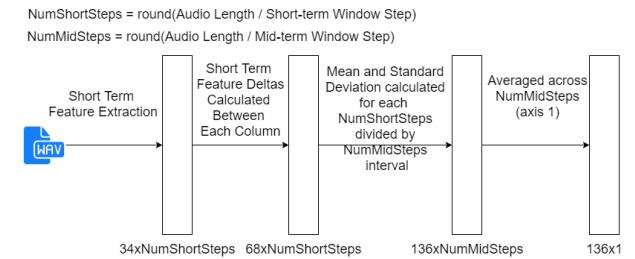 NumShortSteps = round(Audio Length / Short-term Window Step)
NumMidSteps = round(Audio Length / Mid-term Window Step)
Short Term
Feature Extraction
WAV
Short Term
Feature Deltas
Calculated
Between
Each Column
Mean and Standard
Deviation calculated
for each
NumShortSteps
divided by
NumMidSteps
interval
Averaged across
NumMidSteps
(axis 1)
34xNumShortSteps
68xNumShortSteps
136xNumMidSteps
136x1